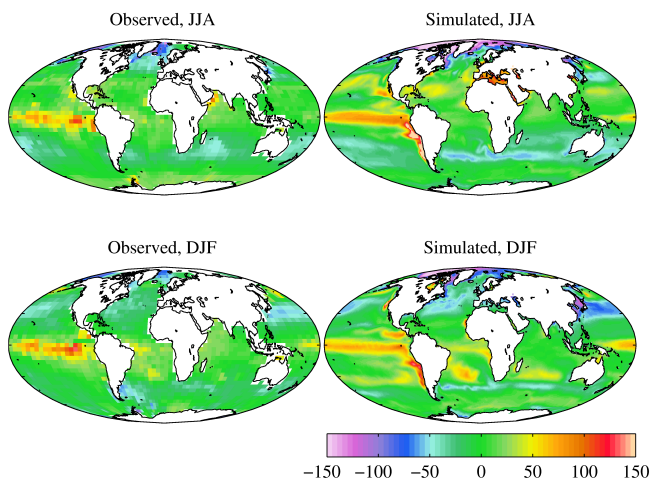 Observed, JJA
Simulated, JJA
Observed, DJF
Simulated, DJF
−150 −100 −50 0 50 100 150